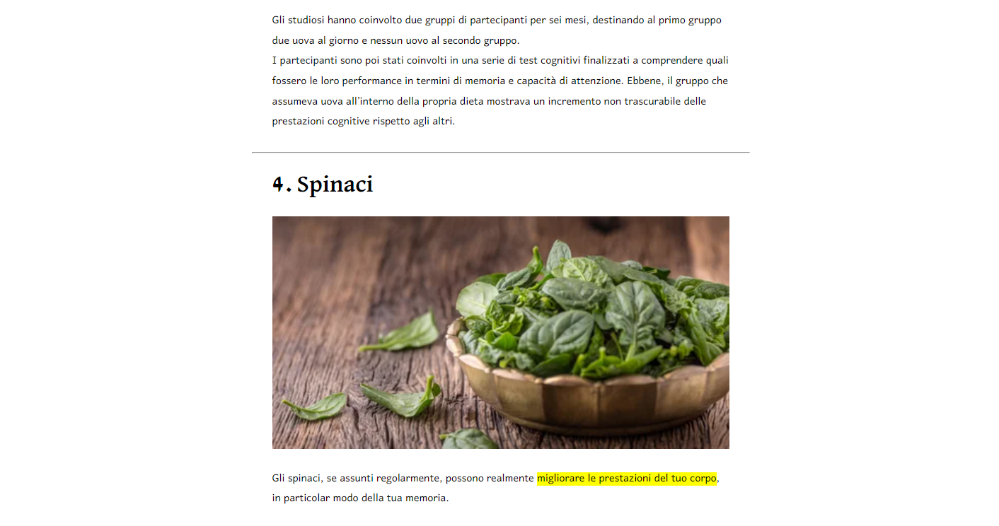 Gli studiosi hanno coinvolto due gruppi di partecipanti per sei mesi, destinando al primo gruppo
due uova al giorno e nessun uovo al secondo gruppo.
I partecipanti sono poi stati coinvolti in una serie di test cognitivi finalizzati a comprendere quali
fossero le loro performance in termini di memoria e capacità di attenzione. Ebbene, il gruppo che
assumeva uova all’interno della propria dieta mostrava un incremento non trascurabile delle
prestazioni cognitive rispetto agli altri.
4. Spinaci
Gli spinaci, se assunti regolarmente, possono realmente migliorare le prestazioni del tuo corpo,
in particolar modo della tua memoria.